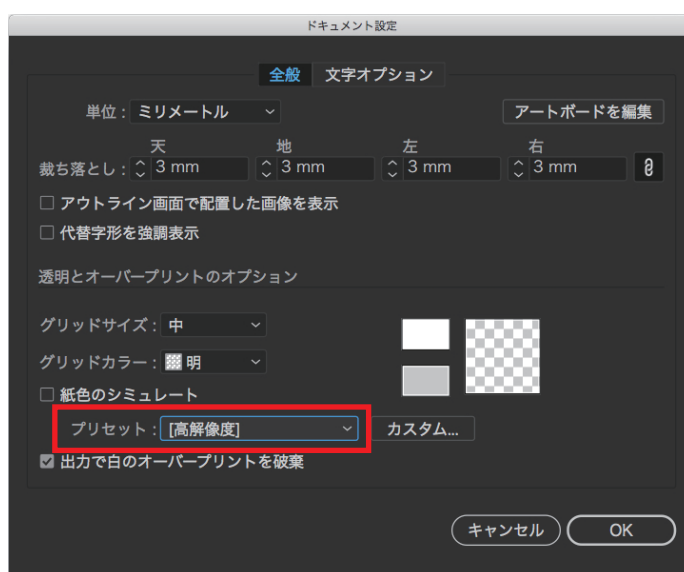 ドキュメント設定
全般 文字オプション
単位 : ミリメートル アートボードを編集
天 地 左 右
裁ち落とし : 3 mm 3 mm 3 mm 3 mm
アウトライン画面で配置した画像を表示
代替字形を強調表示
透明とオーバープリントのオプション
グリッドサイズ : 中
グリッドカラー : 明
紙色のシミュレート
プリセット : [高解像度] カスタム...
出力で白のオーバープリントを破棄
キャンセル OK